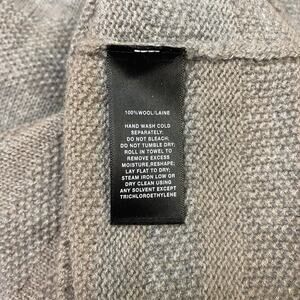 100%WOOL/LAINE
HAND WASH COLD
SEPARATELY;
DO NOT BLEACH;
DO NOT TUMBLE DRY;
ROLL IN TOWEL TO
REMOVE EXCESS
MOISTURE,RESHAPE;
LAY FLAT TO DRY;
STEAM IRON LOW OR
DRY CLEAN USING
ANY SOLVENT EXCEPT
TRICHLOROETHYLENE